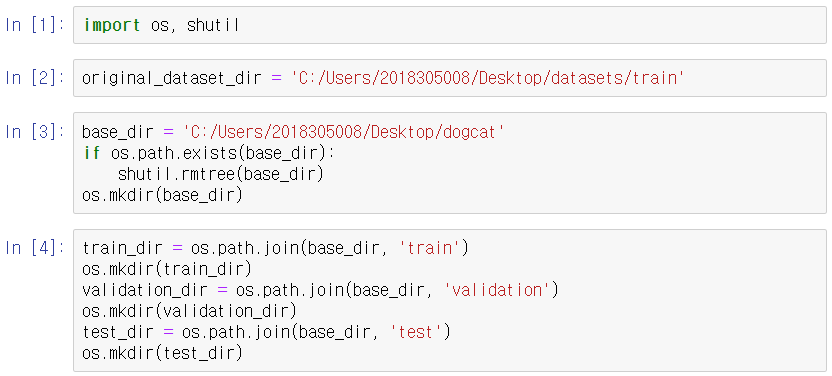 In [1]: import os, shutil
In [2]: original_dataset_dir = 'C:/Users/2018305008/Desktop/datasets/train'
In [3]: base_dir = 'C:/Users/2018305008/Desktop/dogcat'
if os.path.exists(base_dir):
    shutil.rmtree(base_dir)
os.mkdir(base_dir)
In [4]: train_dir = os.path.join(base_dir, 'train')
os.mkdir(train_dir)
validation_dir = os.path.join(base_dir, 'validation')
os.mkdir(validation_dir)
test_dir = os.path.join(base_dir, 'test')
os.mkdir(test_dir)